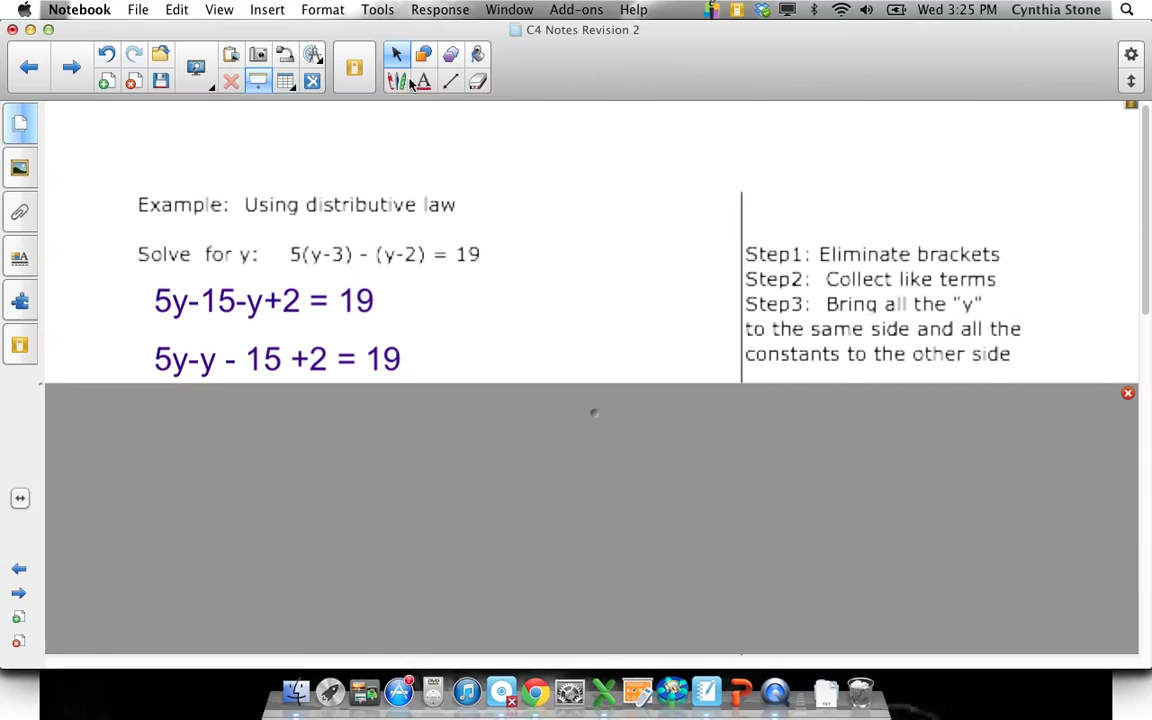 Notebook File Edit View Insert Format Tools Response Window Add-ons Help Wed 3:25 PM Cynthia Stone
C4 Notes Revision 2
Example: Using distributive law
Solve for y: 5(y-3) - (y-2) = 19
5y-15-y+2 = 19
5y-y - 15 +2 = 19
Step1: Eliminate brackets
Step2: Collect like terms
Step3: Bring all the "y"
to the same side and all the
constants to the other side